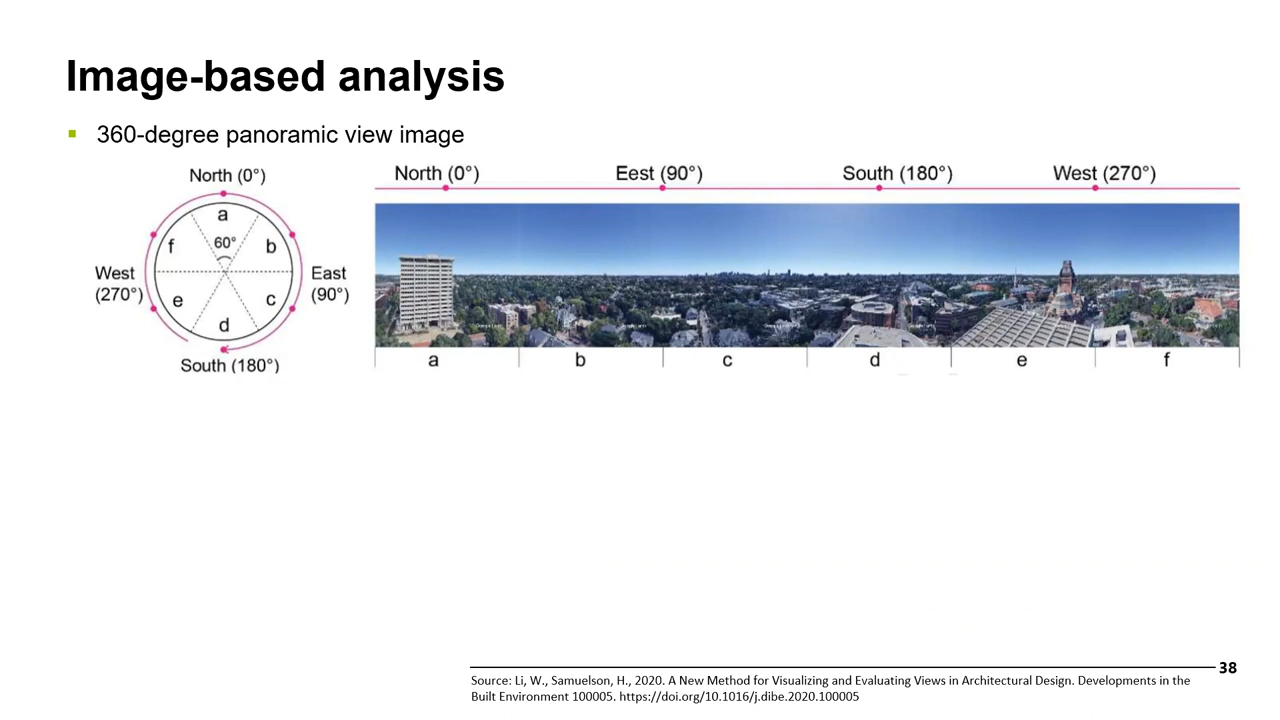 Image-based analysis
360-degree panoramic view image
North (0°)
a
f
60°
b
West
(270°)
East
(90°)
e
c
d
South (180°)
North (0°)
Eest (90°)
South (180°)
West (270°)
a
b
c
d
e
f
38
Source: Li, W., Samuelson, H., 2020. A New Method for Visualizing and Evaluating Views in Architectural Design. Developments in the
Built Environment 100005. https://doi.org/10.1016/j.dibe.2020.100005